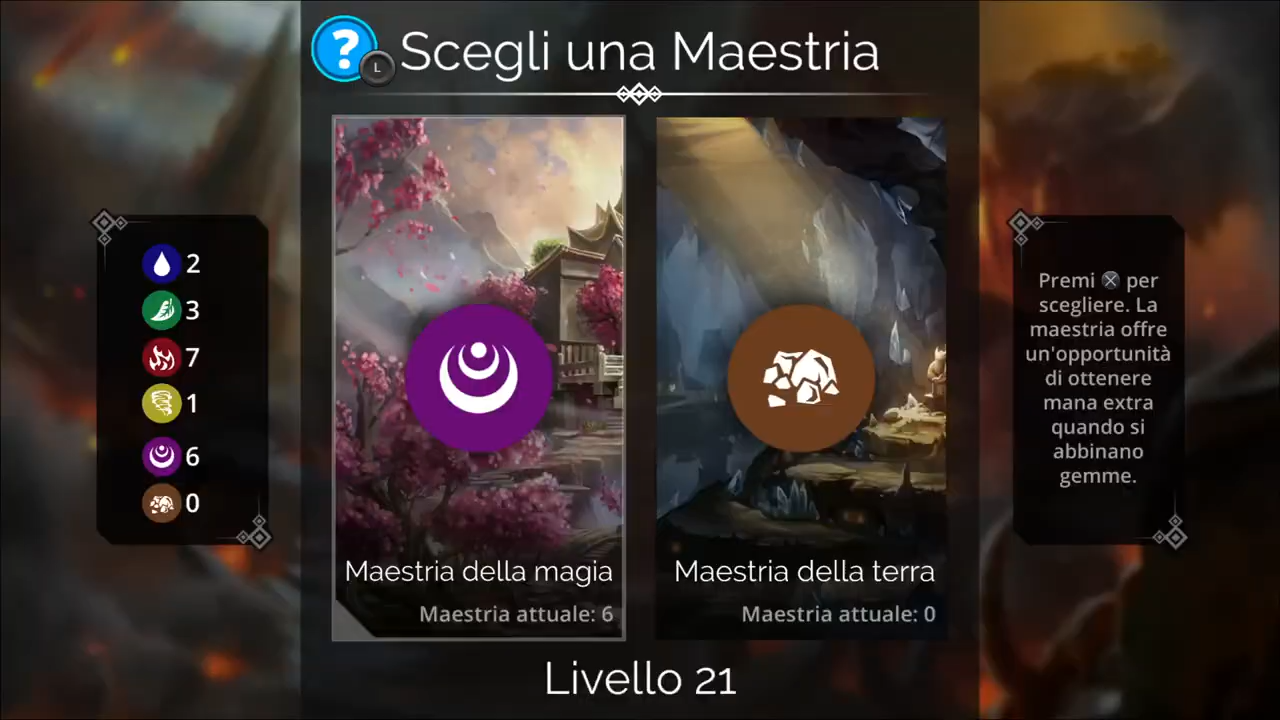 ?
L
Scegli una Maestria
2
3
7
1
6
0
Maestria della magia
Maestria attuale: 6
Maestria della terra
Maestria attuale: 0
Premi ⓧ per
scegliere. La
maestria offre
un'opportunità
di ottenere
mana extra
quando si
abbinano
gemme.
Livello 21